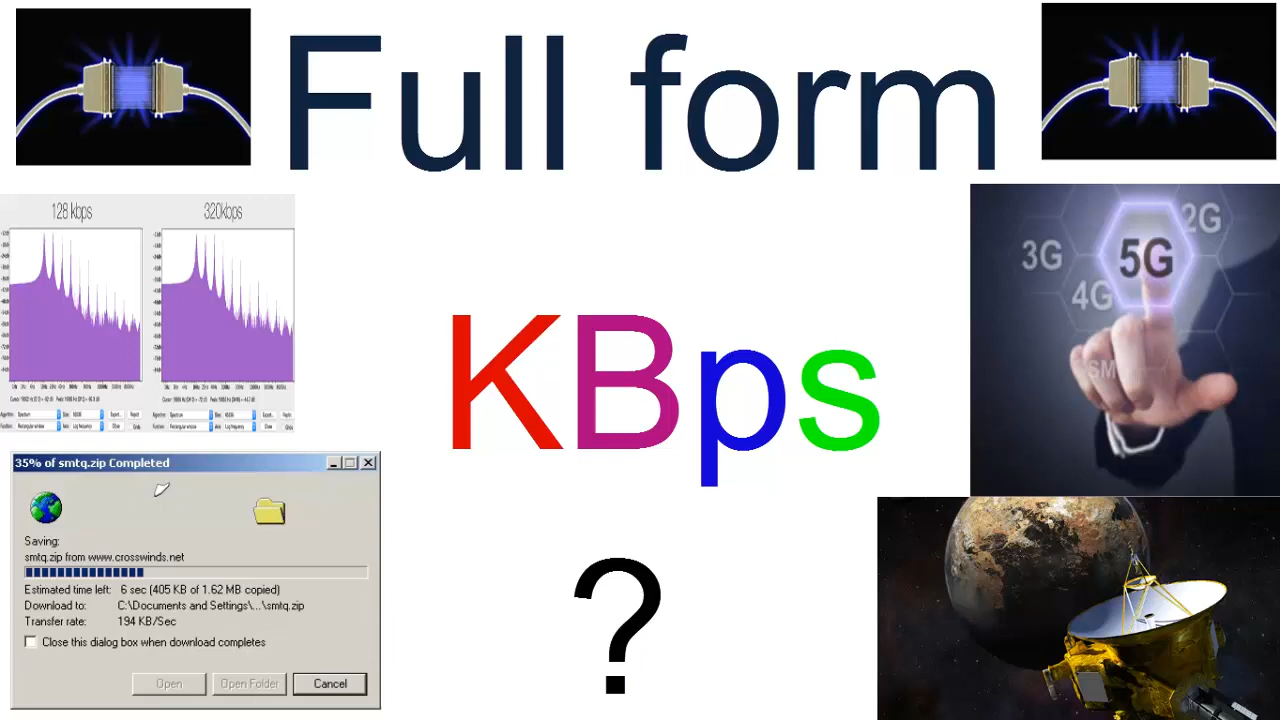 Full form
128 kbps
320kbps
KBps
?
2G
3G
5G
4G
SM
35% of smtq.zip Completed
Saving:
smtq.zip from www.crosswinds.net
Estimated time left: 6 sec (405 KB of 1.62 MB copied)
Download to: C:\Documents and Settings\...\smtq.zip
Transfer rate: 194 KB/Sec
Close this dialog box when download completes
Open
Open Folder
Cancel